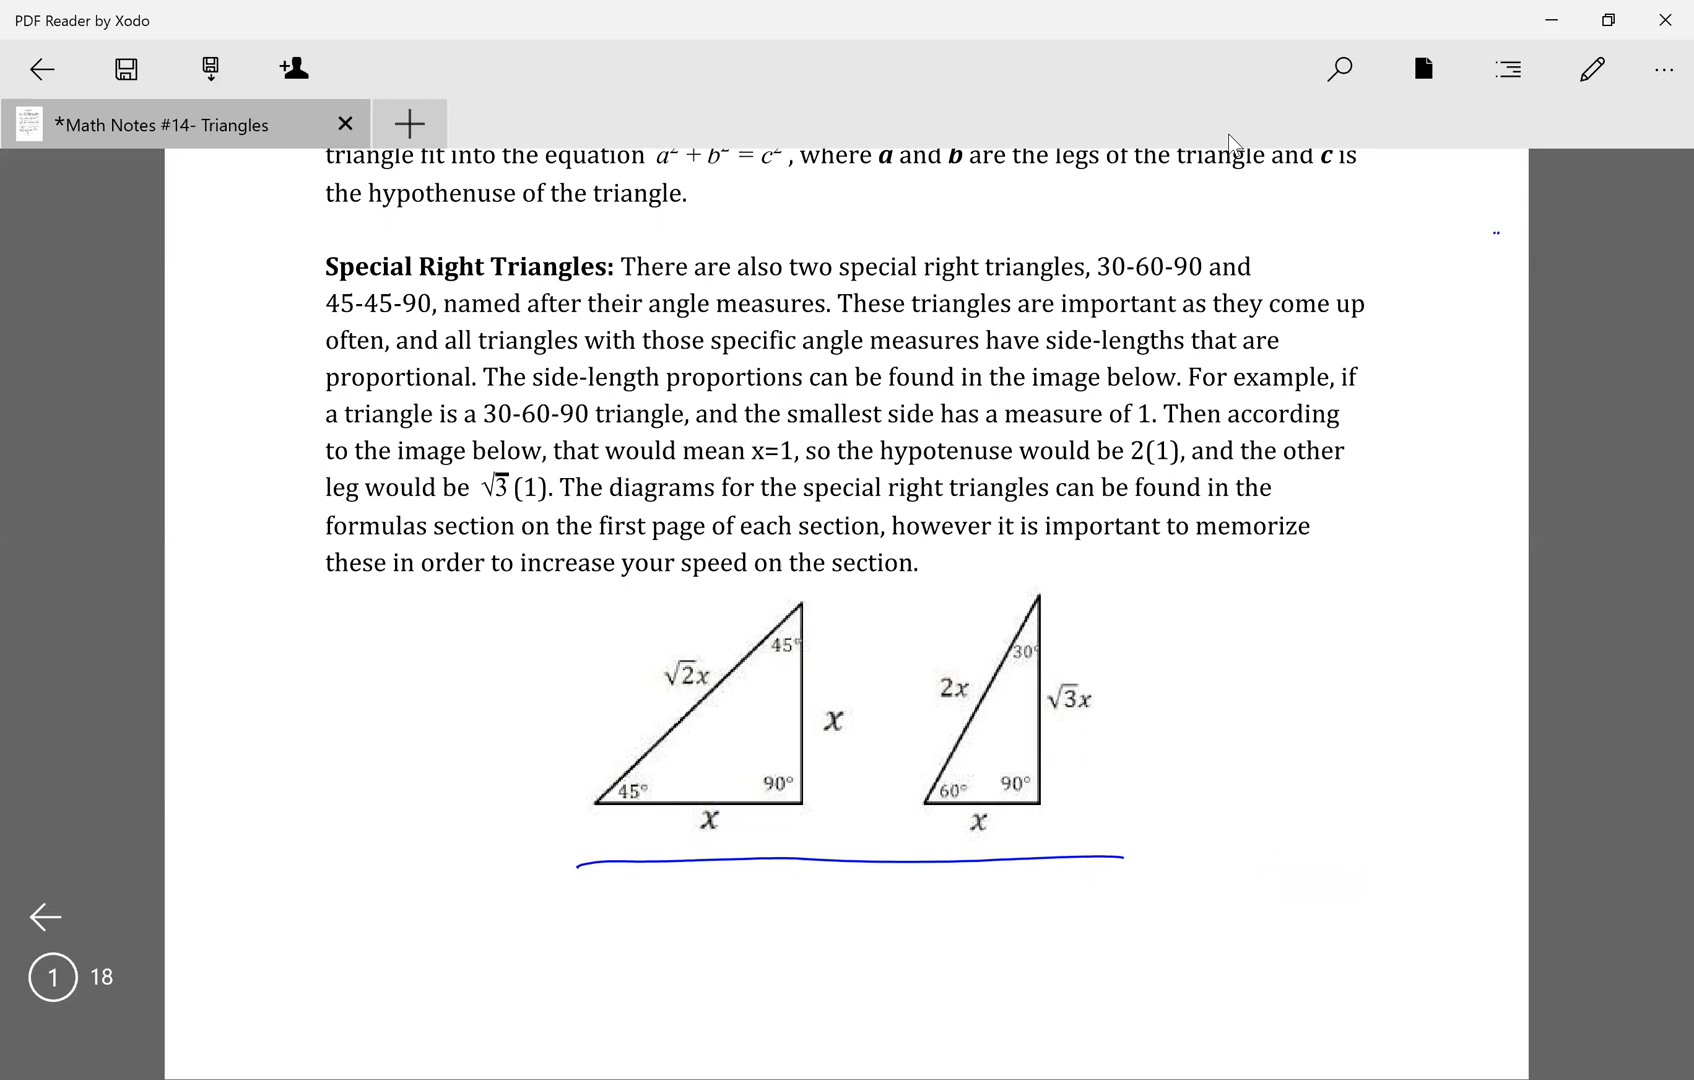 PDF Reader by Xodo
*Math Notes #14- Triangles
triangle fit into the equation a² + b² = c², where a and b are the legs of the triangle and c is
the hypothenuse of the triangle.
Special Right Triangles: There are also two special right triangles, 30-60-90 and
45-45-90, named after their angle measures. These triangles are important as they come up
often, and all triangles with those specific angle measures have side-lengths that are
proportional. The side-length proportions can be found in the image below. For example, if
a triangle is a 30-60-90 triangle, and the smallest side has a measure of 1. Then according
to the image below, that would mean x=1, so the hypotenuse would be 2(1), and the other
leg would be √3 (1). The diagrams for the special right triangles can be found in the
formulas section on the first page of each section, however it is important to memorize
these in order to increase your speed on the section.
45°
√2x
x
45°
90°
x
30°
2x
√3x
60°
90°
x
1 18